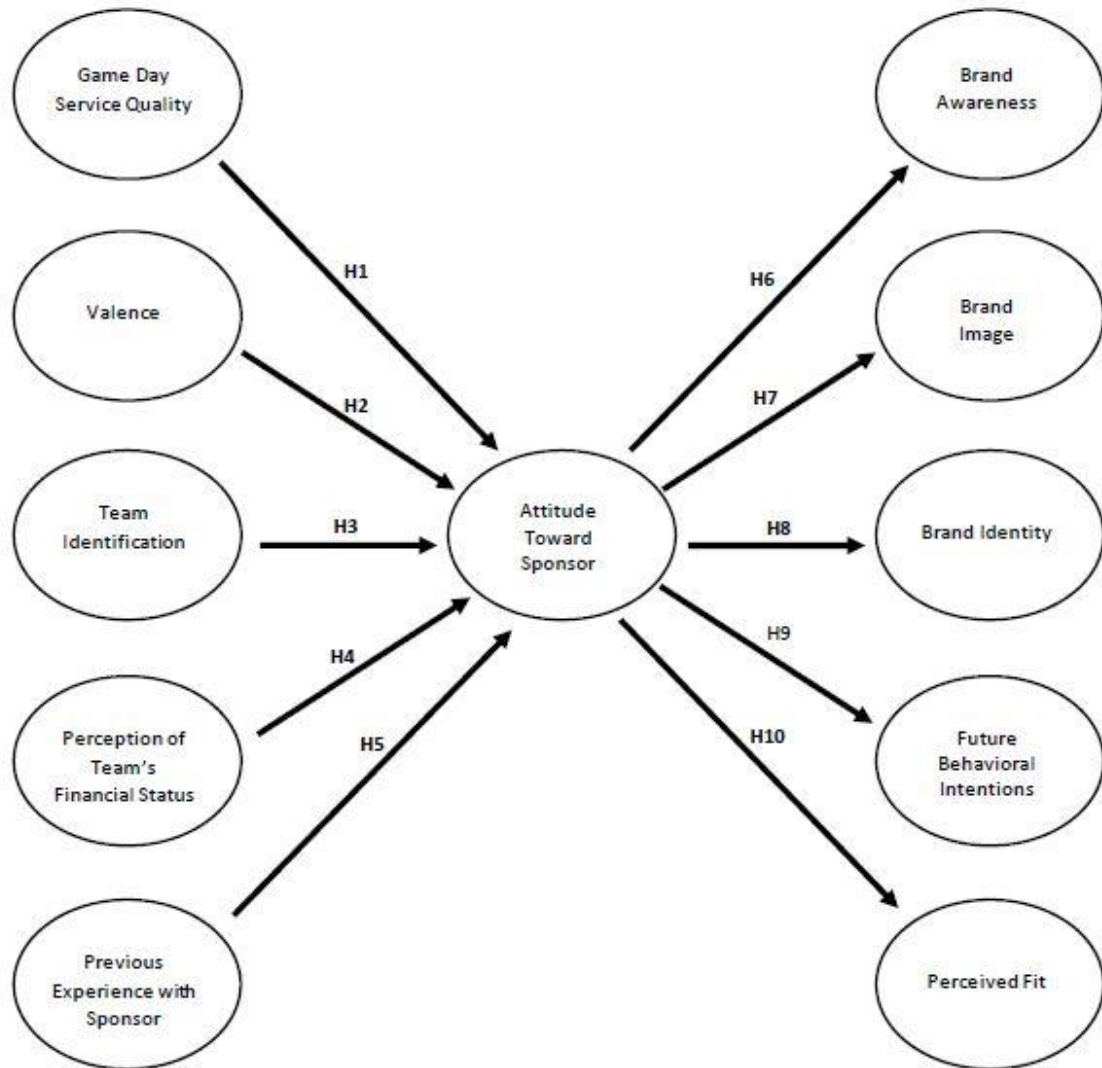 Game Day
Service Quality
Brand
Awareness
H1
H6
Valence
Brand
Image
H2
H7
Team
Identification
H3
Attitude
Toward
Sponsor
H8
Brand Identity
H4
H9
Perception of
Team's
Financial Status
H5
H10
Future
Behavioral
Intentions
Previous
Experience with
Sponsor
Perceived Fit